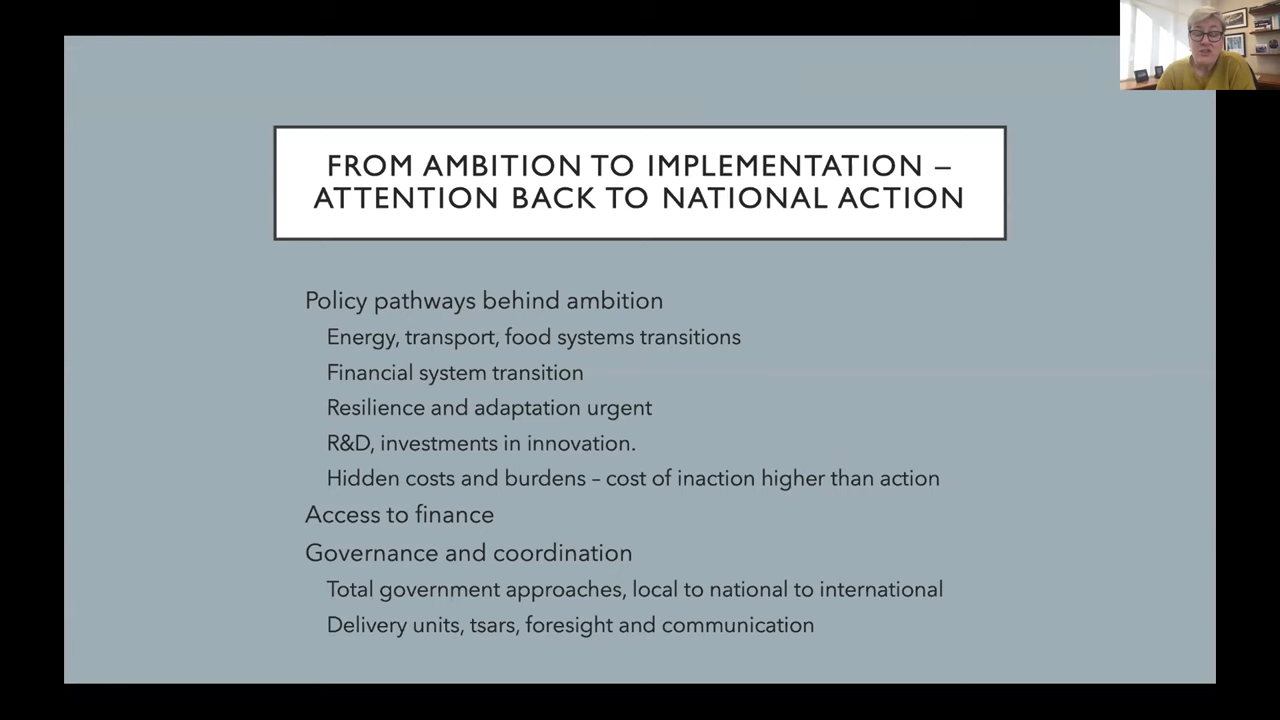 FROM AMBITION TO IMPLEMENTATION –
ATTENTION BACK TO NATIONAL ACTION
Policy pathways behind ambition
Energy, transport, food systems transitions
Financial system transition
Resilience and adaptation urgent
R&D, investments in innovation.
Hidden costs and burdens – cost of inaction higher than action
Access to finance
Governance and coordination
Total government approaches, local to national to international
Delivery units, tsars, foresight and communication